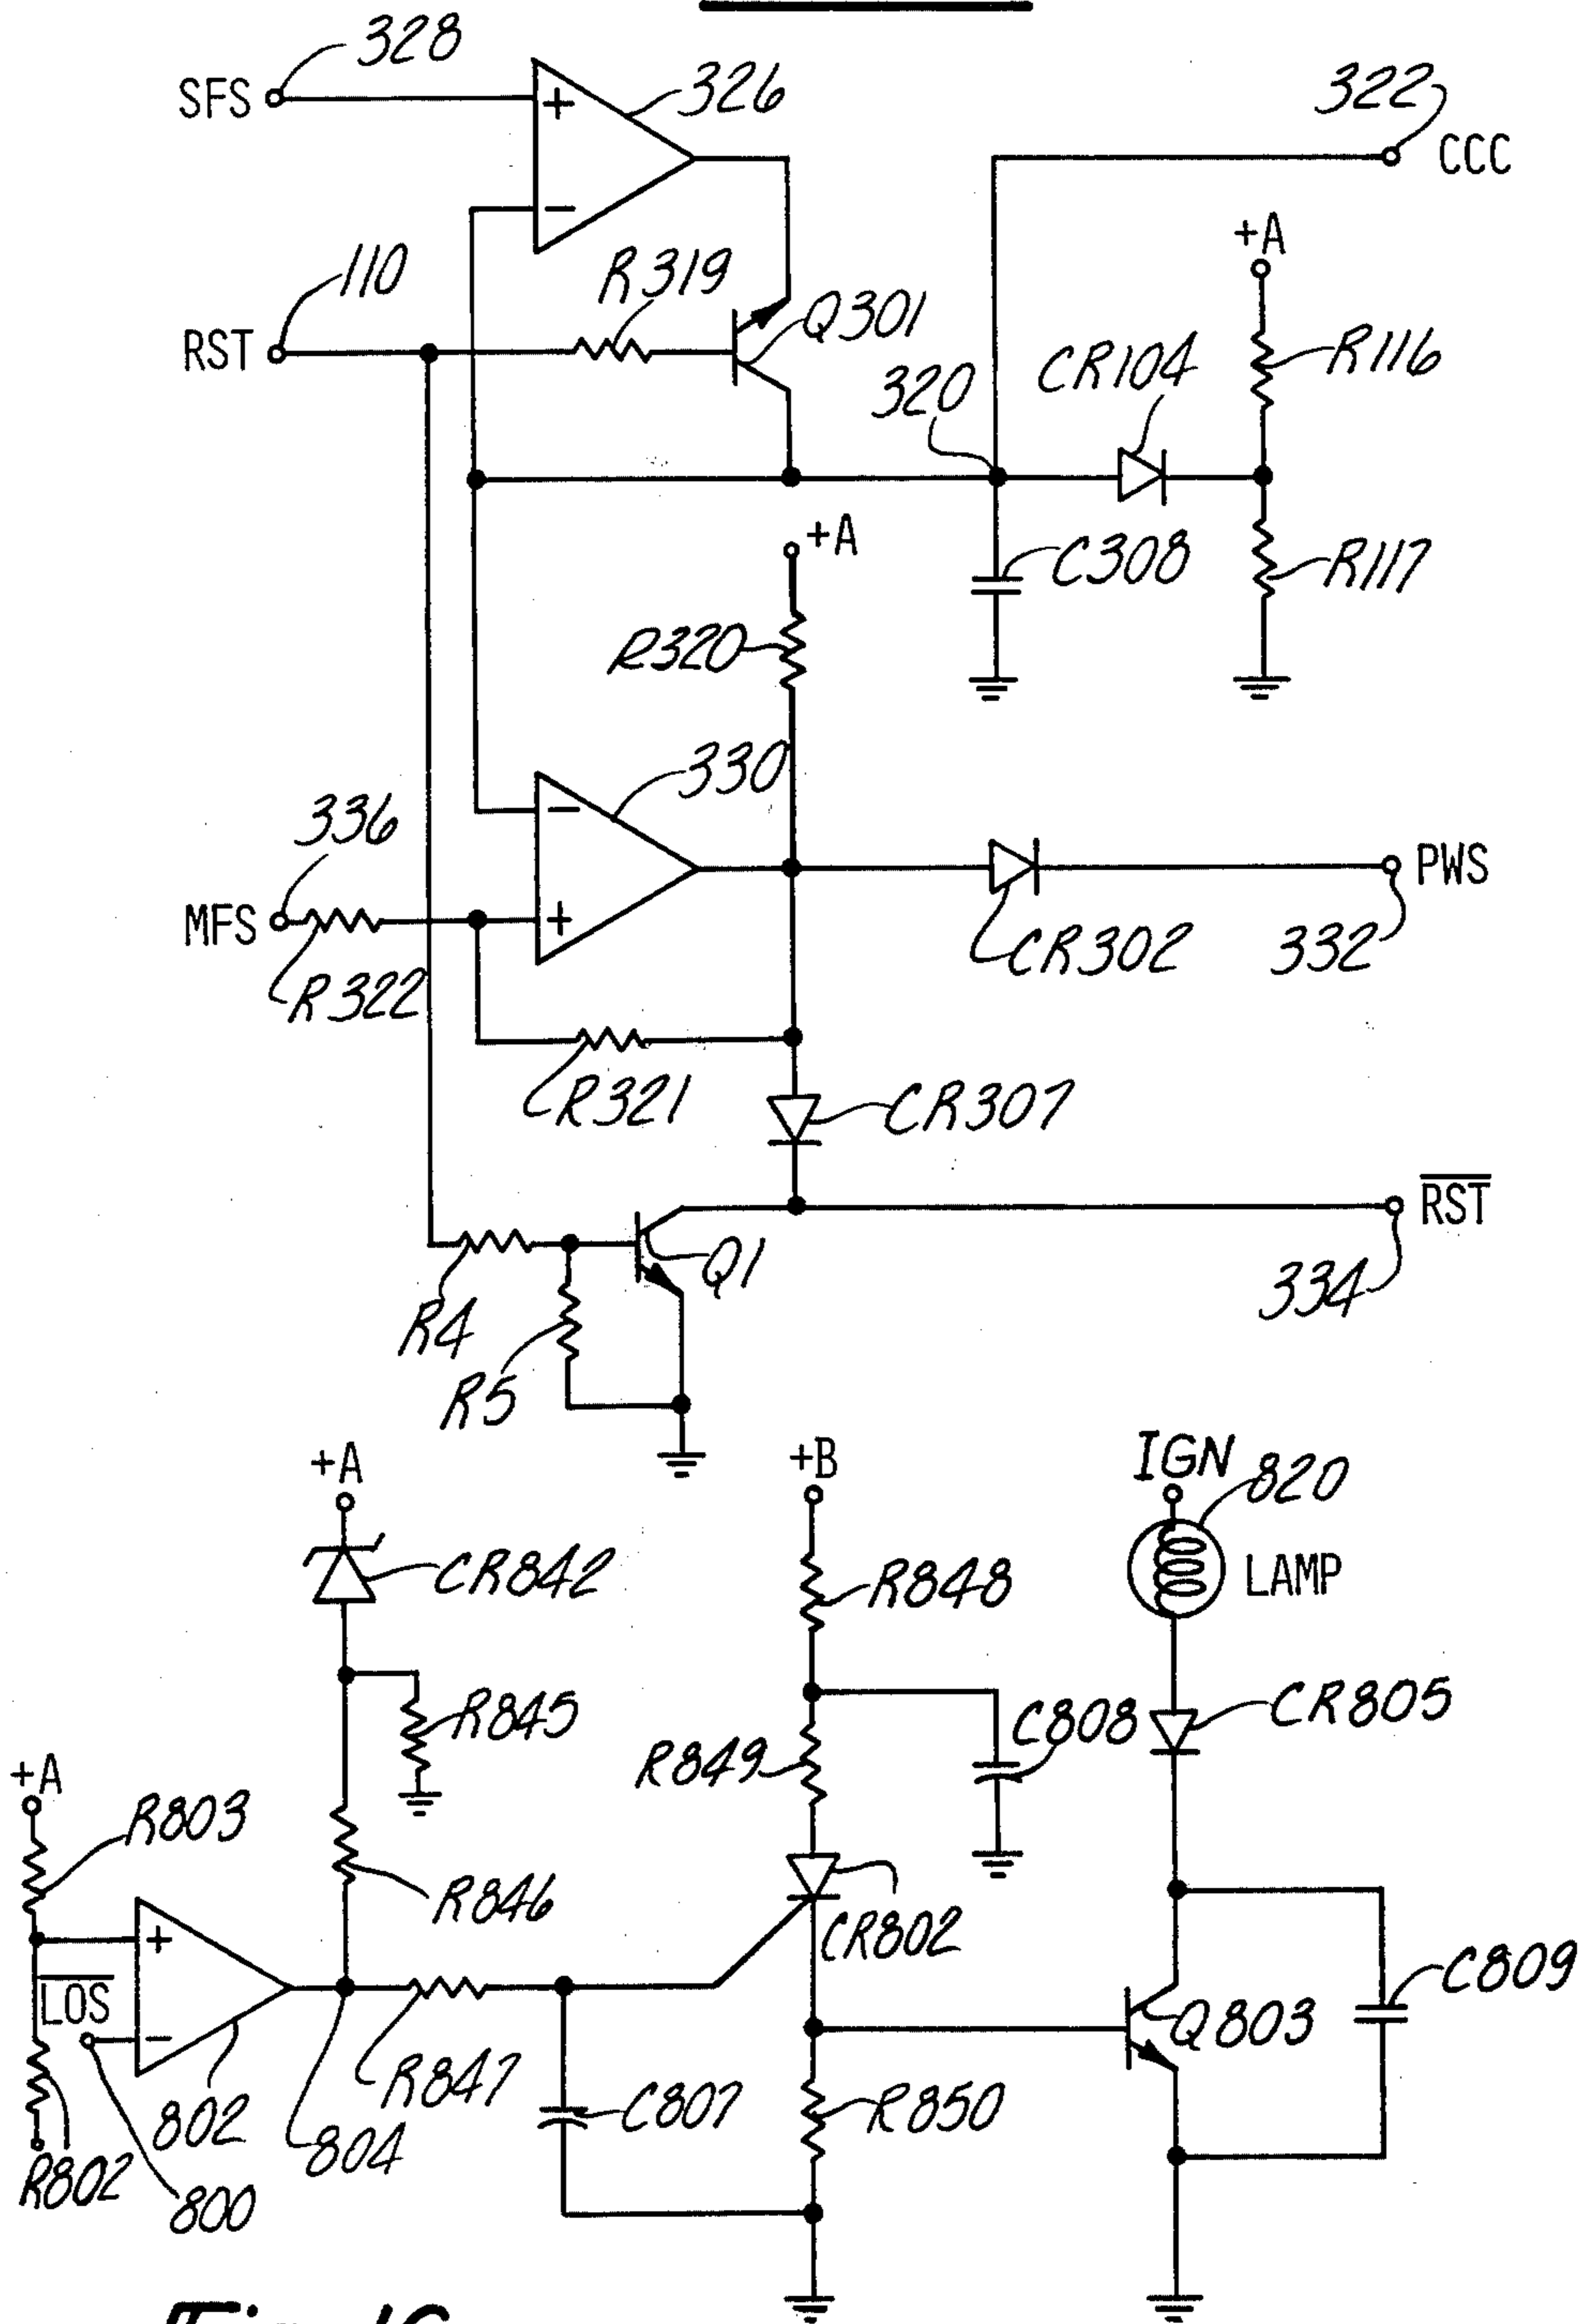 328
SFS
326
322
CCC
+
−
110
R319
+A
RST
Q301
CR104
R116
320
+A
C308
R117
R320
330
336
−
PWS
MFS
+
CR302
332
R322
R321
CR307
RST
Q1
334
R4
R5
+A
+B
IGN
820
CR842
R848
LAMP
R845
C808
CR805
+A
R849
R803
R846
CR802
+
C809
LOS
Q803
−
R847
C807
R850
802
804
R802
800